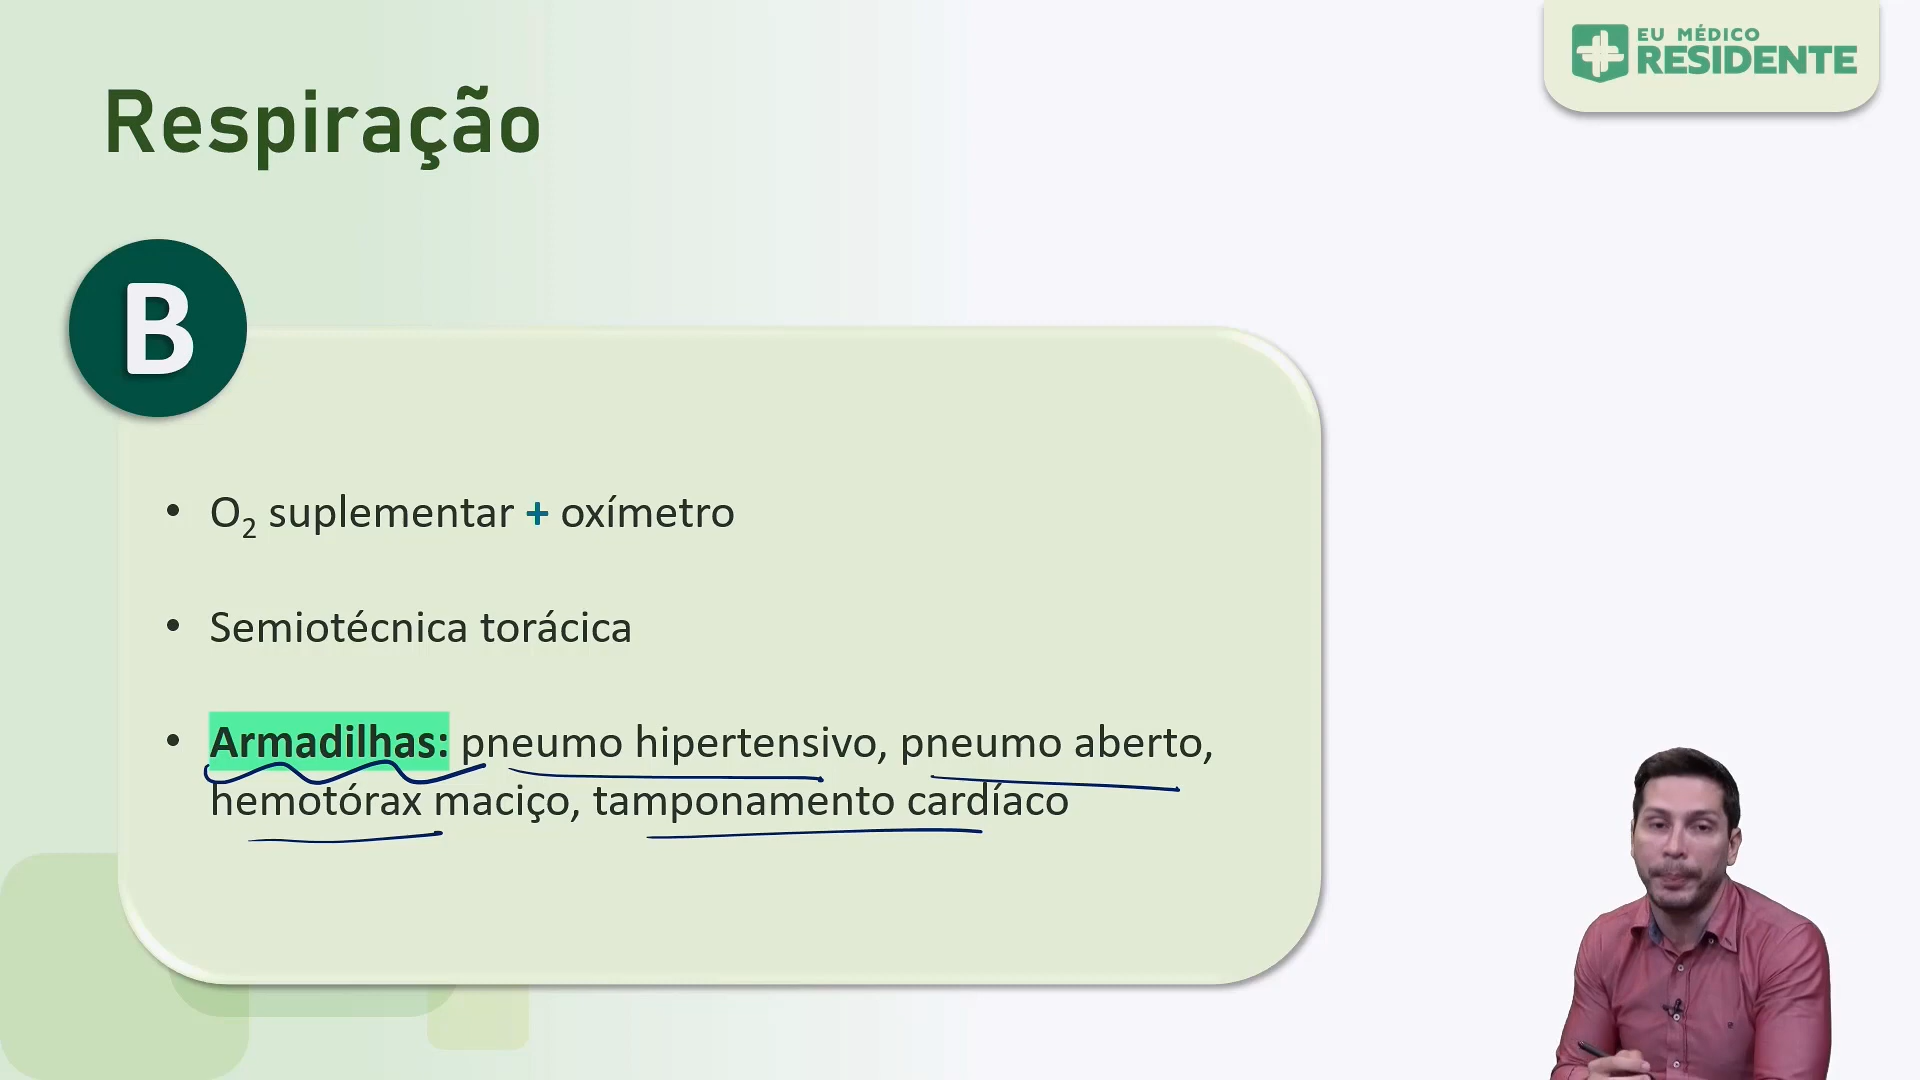 EU MÉDICO
RESIDENTE
Respiração
B
• O₂ suplementar + oxímetro
• Semiotécnica torácica
• Armadilhas: pneumo hipertensivo, pneumo aberto,
hemotórax maciço, tamponamento cardíaco